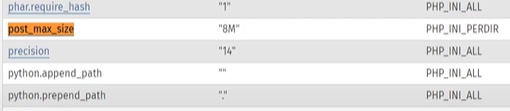 phar.require_hash "1" PHP_INI_ALL
post_max_size "8M" PHP_INI_PERDIR
precision "14" PHP_INI_ALL
python.append_path "" PHP_INI_ALL
python.prepend_path "." PHP_INI_ALL